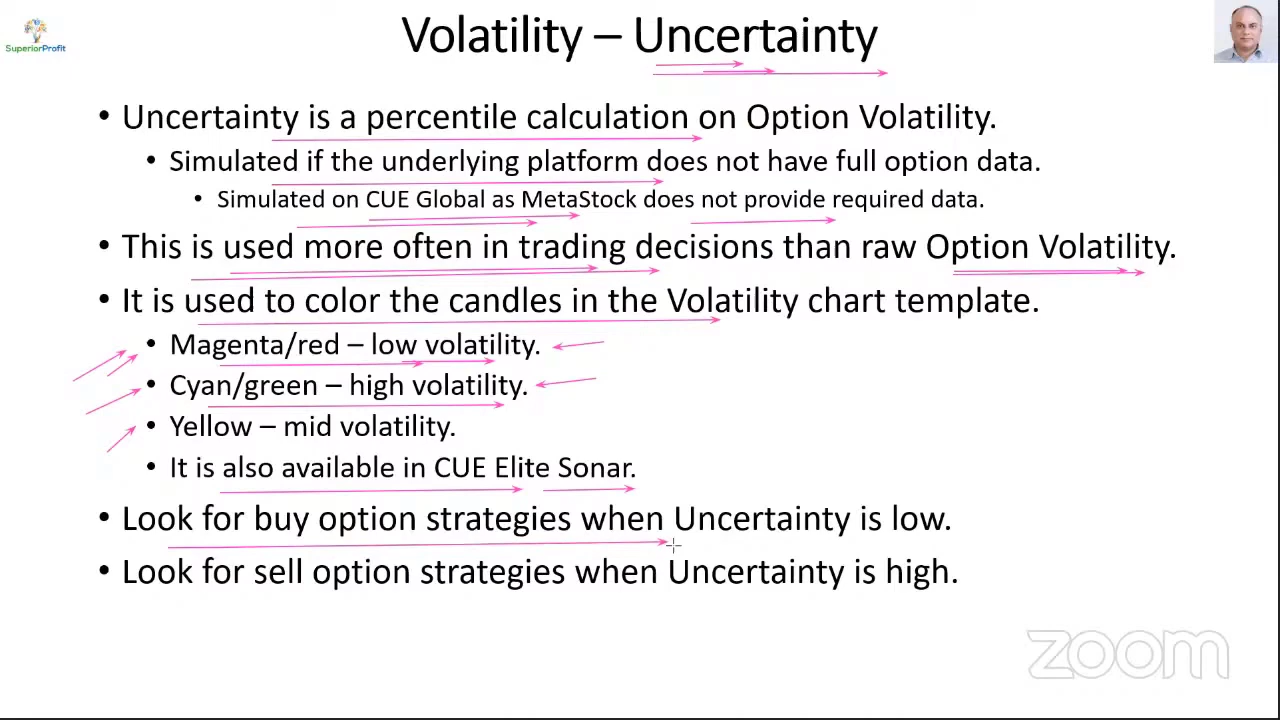 SuperiorProfit
Volatility – Uncertainty
• Uncertainty is a percentile calculation on Option Volatility.
• Simulated if the underlying platform does not have full option data.
• Simulated on CUE Global as MetaStock does not provide required data.
• This is used more often in trading decisions than raw Option Volatility.
• It is used to color the candles in the Volatility chart template.
• Magenta/red – low volatility.
• Cyan/green – high volatility.
• Yellow – mid volatility.
• It is also available in CUE Elite Sonar.
• Look for buy option strategies when Uncertainty is low.
• Look for sell option strategies when Uncertainty is high.
zoom